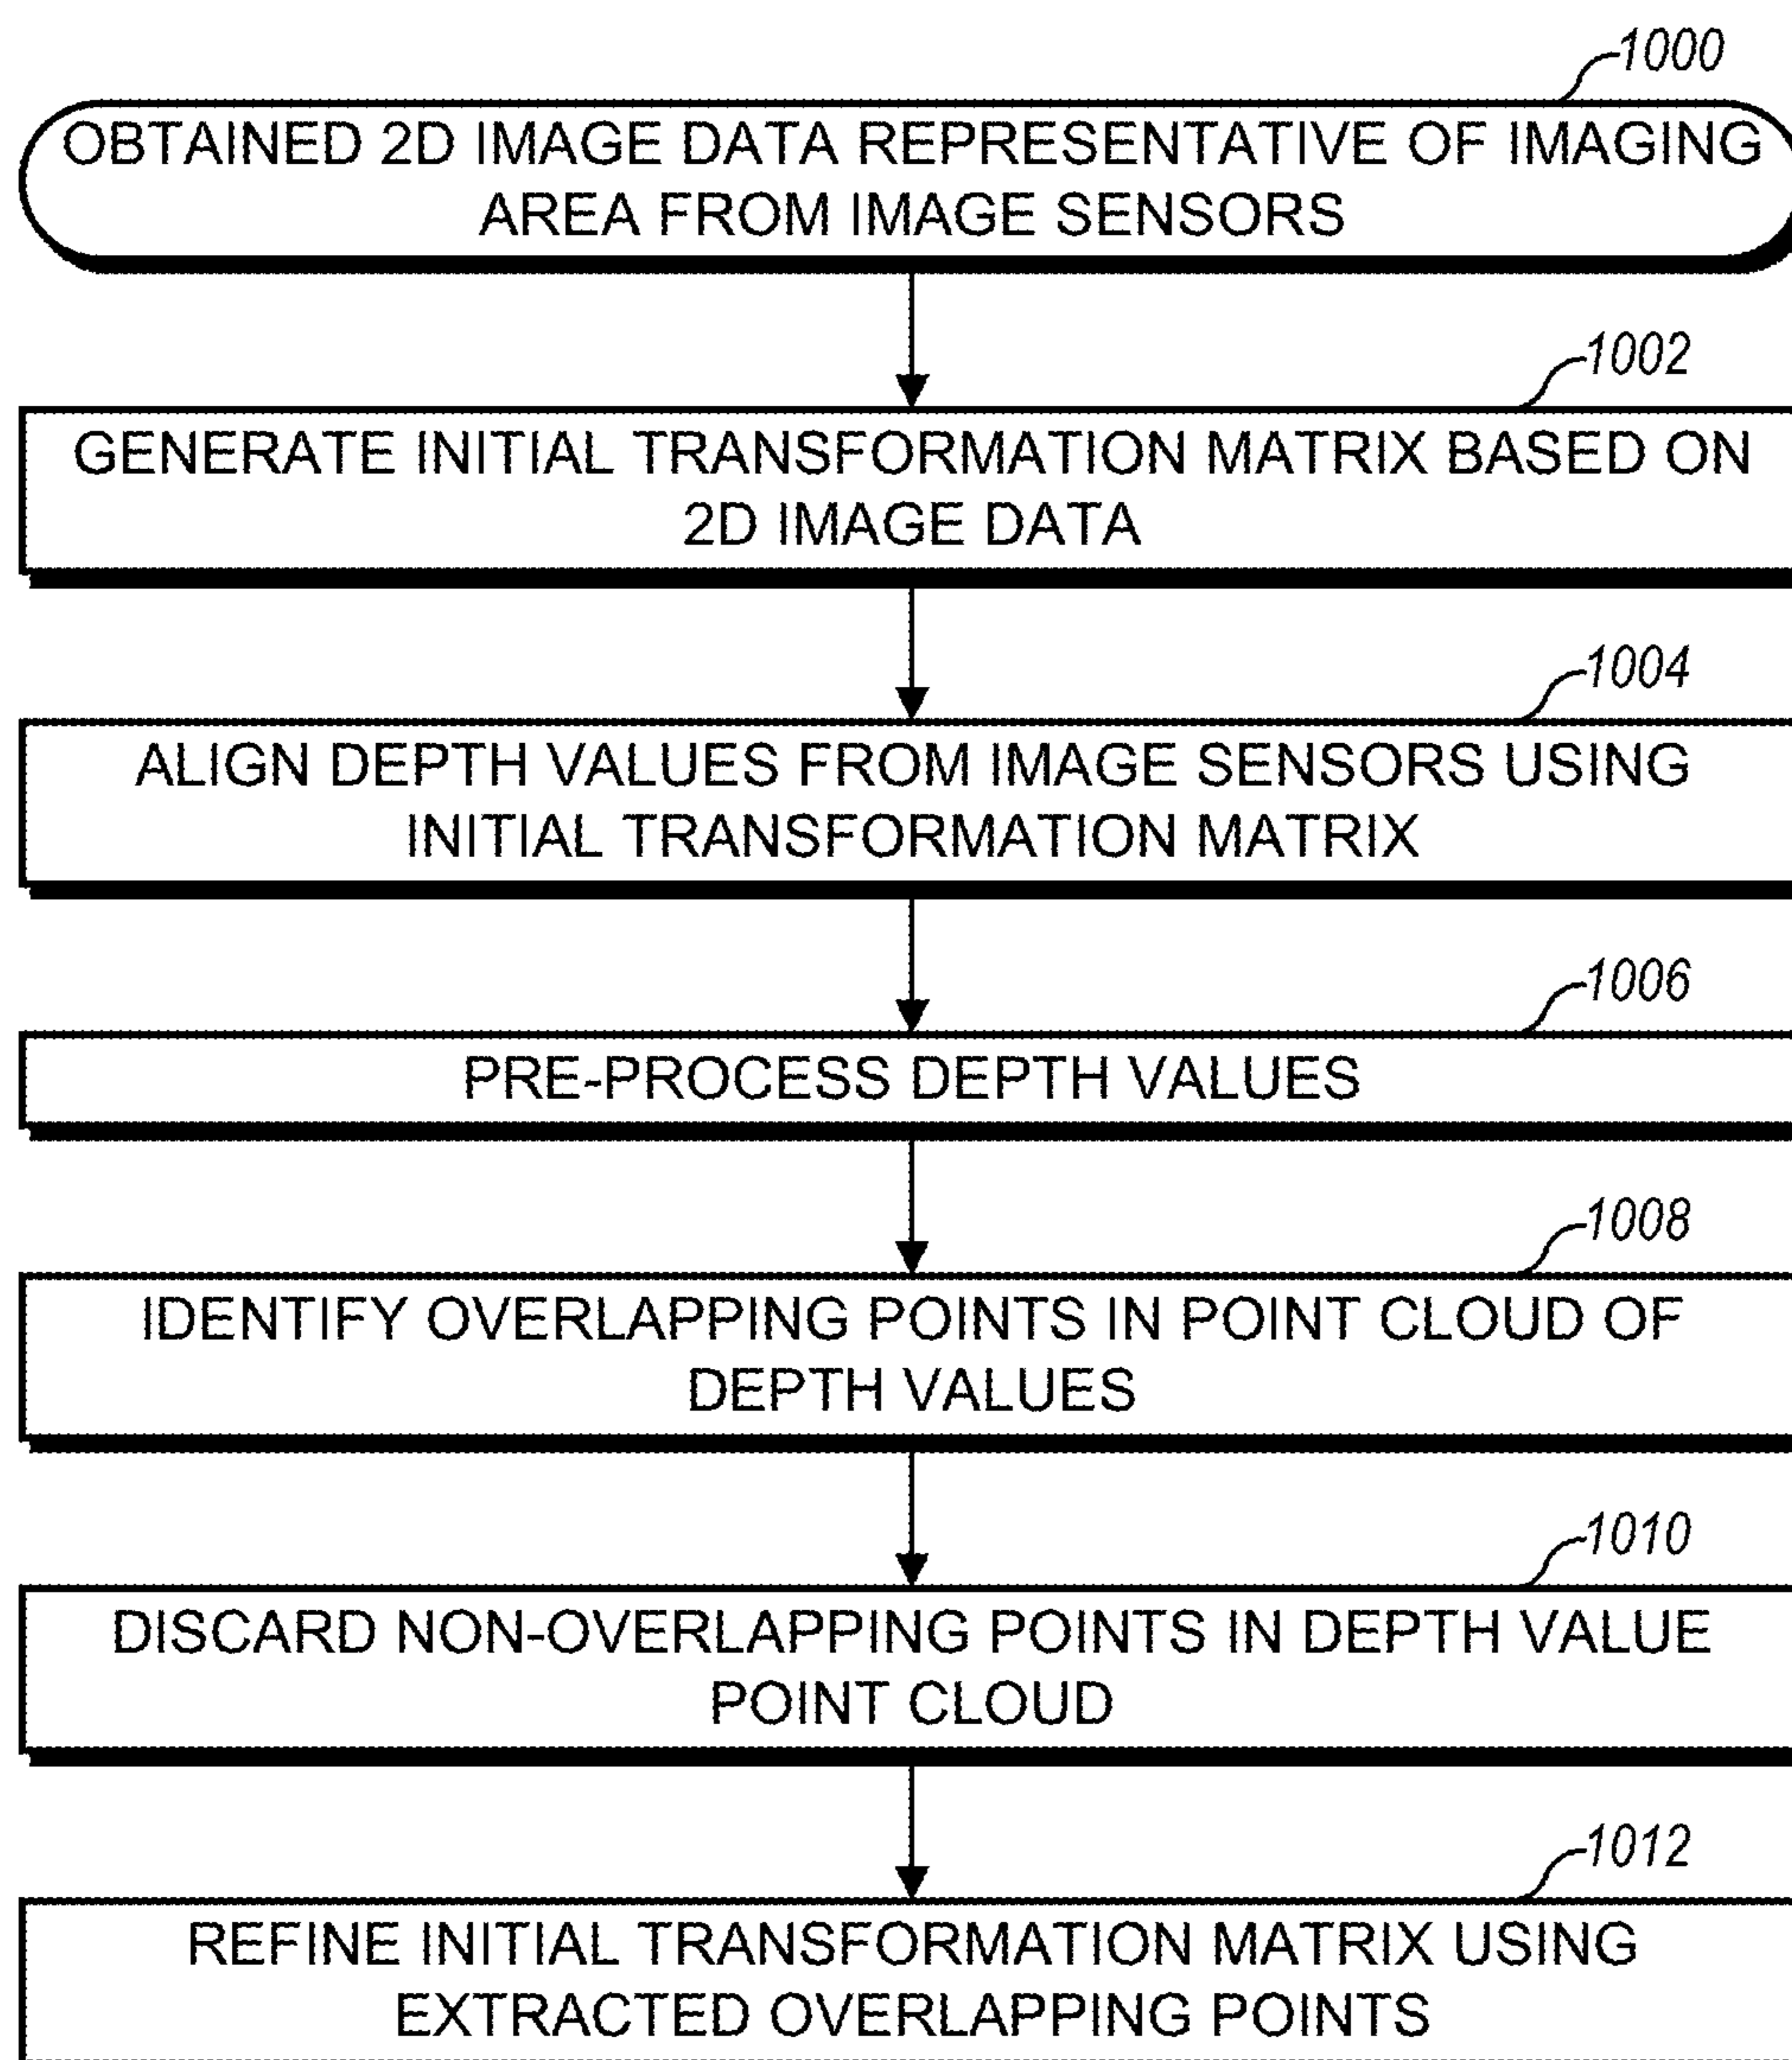 1000
OBTAINED 2D IMAGE DATA REPRESENTATIVE OF IMAGING
AREA FROM IMAGE SENSORS
1002
GENERATE INITIAL TRANSFORMATION MATRIX BASED ON
2D IMAGE DATA
1004
ALIGN DEPTH VALUES FROM IMAGE SENSORS USING
INITIAL TRANSFORMATION MATRIX
1006
PRE-PROCESS DEPTH VALUES
1008
IDENTIFY OVERLAPPING POINTS IN POINT CLOUD OF
DEPTH VALUES
1010
DISCARD NON-OVERLAPPING POINTS IN DEPTH VALUE
POINT CLOUD
1012
REFINE INITIAL TRANSFORMATION MATRIX USING
EXTRACTED OVERLAPPING POINTS